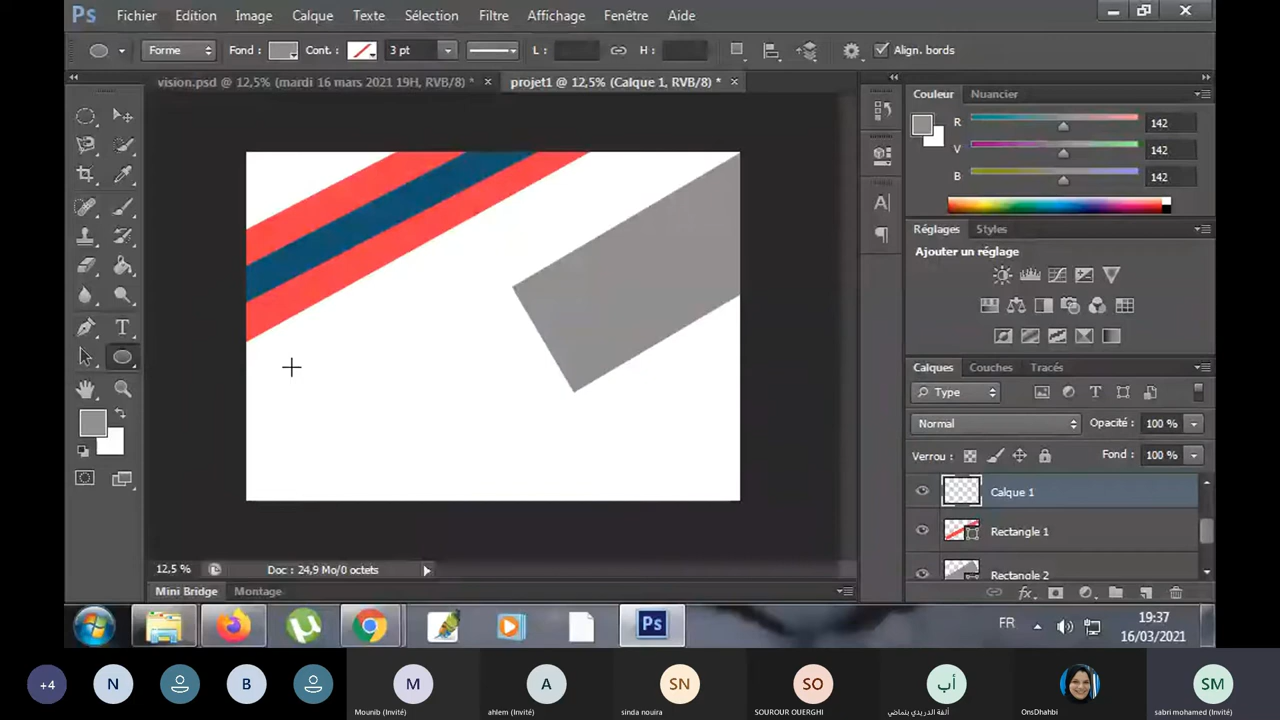 Ps Fichier Edition Image Calque Texte Sélection Filtre Affichage Fenêtre Aide
Forme Fond : Cont. : 3 pt L : H : Align. bords
vision.psd @ 12,5% (mardi 16 mars 2021 19H, RVB/8) * × projet1 @ 12,5% (Calque 1, RVB/8) * ×
Couleur Nuancier
R 142
V 142
B 142
Réglages Styles
Ajouter un réglage
Calques Couches Tracés
Type
Normal Opacité : 100 %
Verrou : Fond : 100 %
Calque 1
Rectangle 1
Rectangle 2
12,5 % Doc : 24,9 Mo/0 octets
Mini Bridge Montage
Ps FR 19:37
16/03/2021
+4 N B M A SN SO أب SM
Mounib (Invité) ahlem (Invité) sinda nouira SOUROUR OUERGHI ألفة الدريدي بنماضي OnsDhahbi sabri mohamed (Invité)